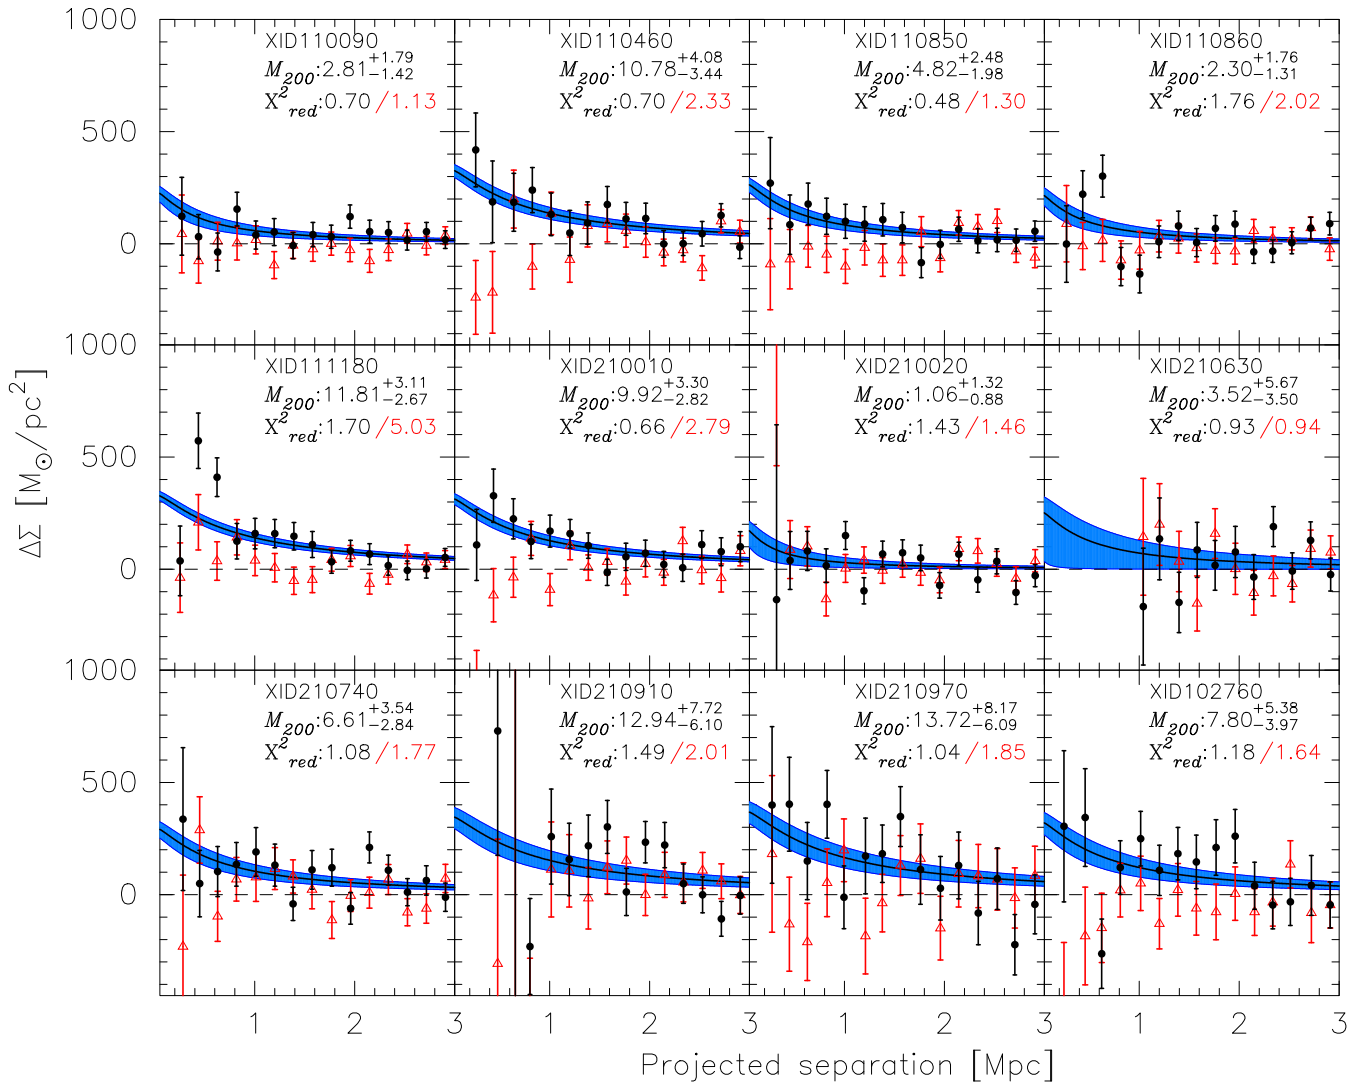 1000
500
0
XID110090
M200:2.81+1.79−1.42
X2red:0.70/1.13
XID110460
M200:10.78+4.08−3.44
X2red:0.70/2.33
XID110850
M200:4.82+2.48−1.98
X2red:0.48/1.30
XID110860
M200:2.30+1.76−1.31
X2red:1.76/2.02
1000
500
0
XID111180
M200:11.81+3.11−2.67
X2red:1.70/5.03
XID210010
M200:9.92+3.30−2.82
X2red:0.66/2.79
XID210020
M200:1.06+1.32−0.88
X2red:1.43/1.46
XID210630
M200:3.52+5.67−3.50
X2red:0.93/0.94
ΔΣ [M☉/pc2]
1000
500
0
XID210740
M200:6.61+3.54−2.84
X2red:1.08/1.77
XID210910
M200:12.94+7.72−6.10
X2red:1.49/2.01
XID210970
M200:13.72+8.17−6.09
X2red:1.04/1.85
XID102760
M200:7.80+5.38−3.97
X2red:1.18/1.64
1 2 3 1 2 1 2 3 1 2 3
Projected separation [Mpc]